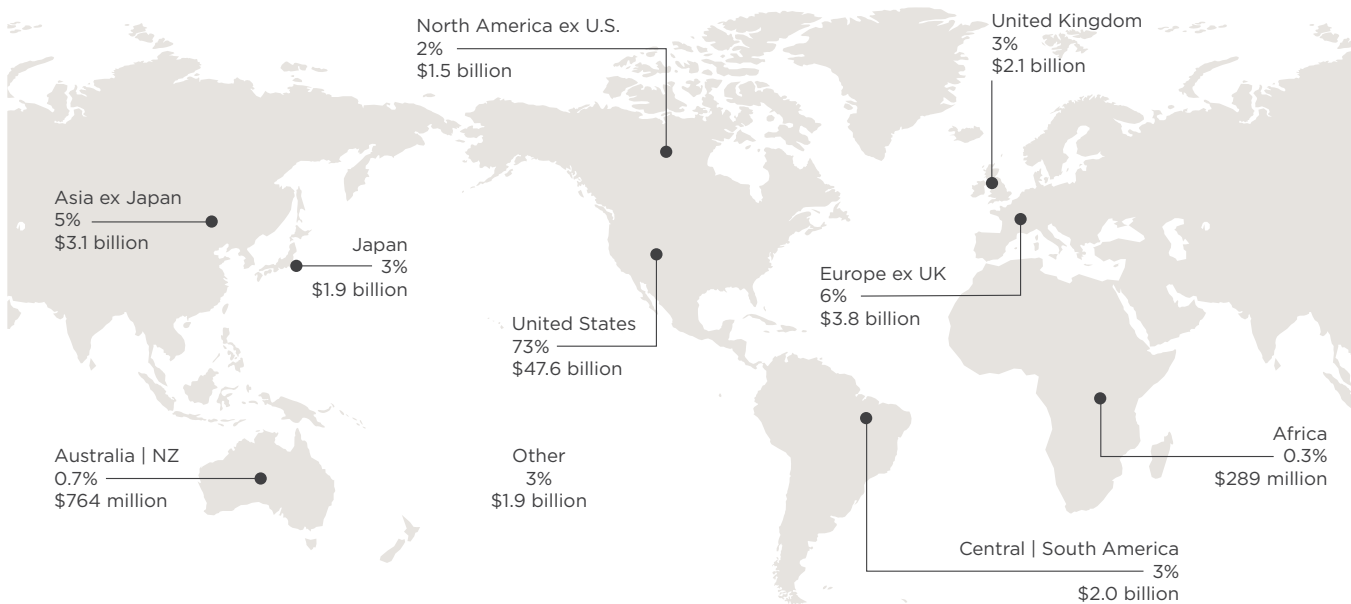 North America ex U.S.
2%
$1.5 billion
United Kingdom
3%
$2.1 billion
Asia ex Japan
5%
$3.1 billion
Japan
3%
$1.9 billion
Europe ex UK
6%
$3.8 billion
United States
73%
$47.6 billion
Australia | NZ
0.7%
$764 million
Other
3%
$1.9 billion
Africa
0.3%
$289 million
Central | South America
3%
$2.0 billion